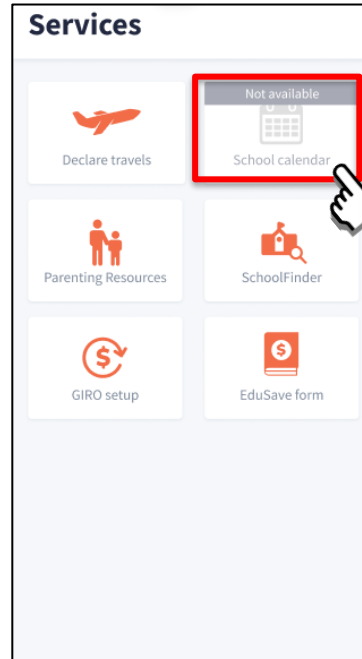 Services
Not available
Declare travels
School calendar
Parenting Resources
SchoolFinder
$
GIRO setup
$
EduSave form